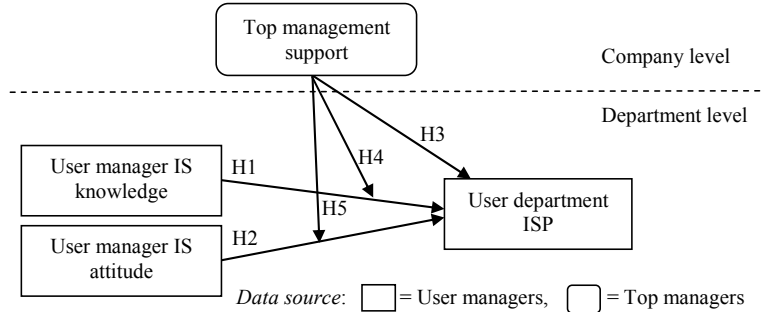 Top management
support
Company level
Department level
H3
H4
User manager IS
knowledge
H1
H5
User department
ISP
User manager IS
attitude
H2
Data source: = User managers, = Top managers